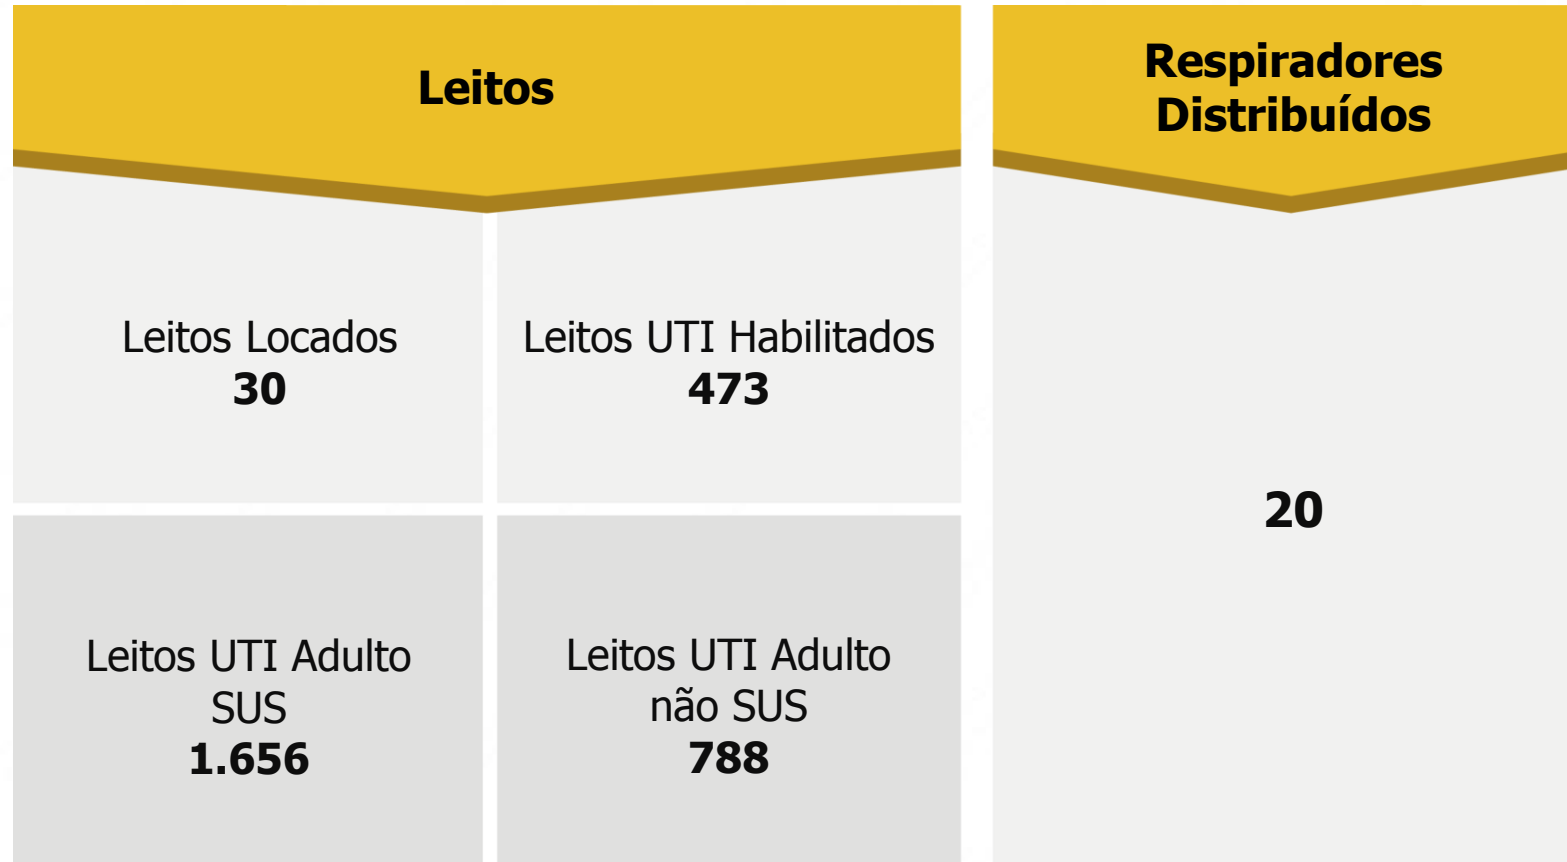 Leitos
Leitos Locados
30
Leitos UTI Habilitados
473
Leitos UTI Adulto
SUS
1.656
Leitos UTI Adulto
não SUS
788
Respiradores
Distribuídos
20